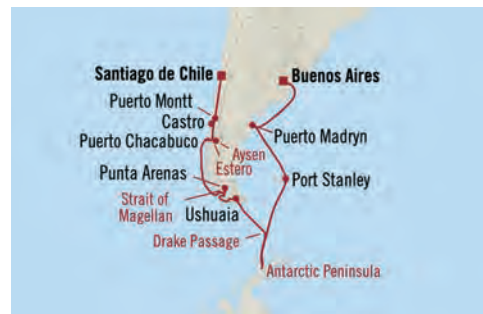 Santiago de Chile
Buenos Aires
Puerto Montt
Castro
Puerto Madryn
Puerto Chacabuco
Aysen
Estero
Punta Arenas
Port Stanley
Strait of
Magellan
Ushuaia
Drake Passage
Antarctic Peninsula